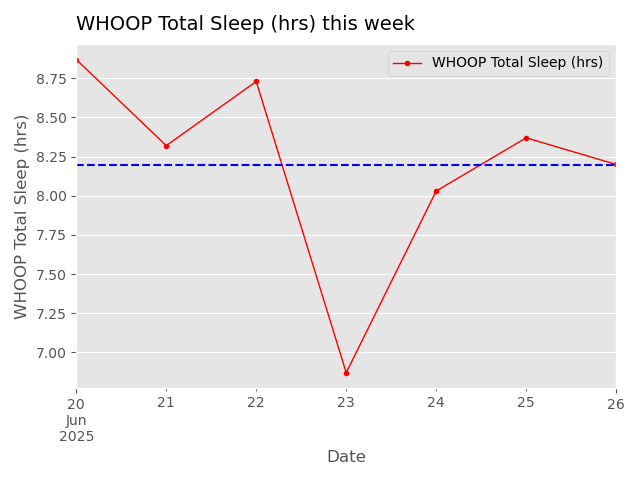 WHOOP Total Sleep (hrs) this week
WHOOP Total Sleep (hrs)
WHOOP Total Sleep (hrs)
8.75
8.50
8.25
8.00
7.75
7.50
7.25
7.00
20 21 22 23 24 25 26
Jun
2025
Date